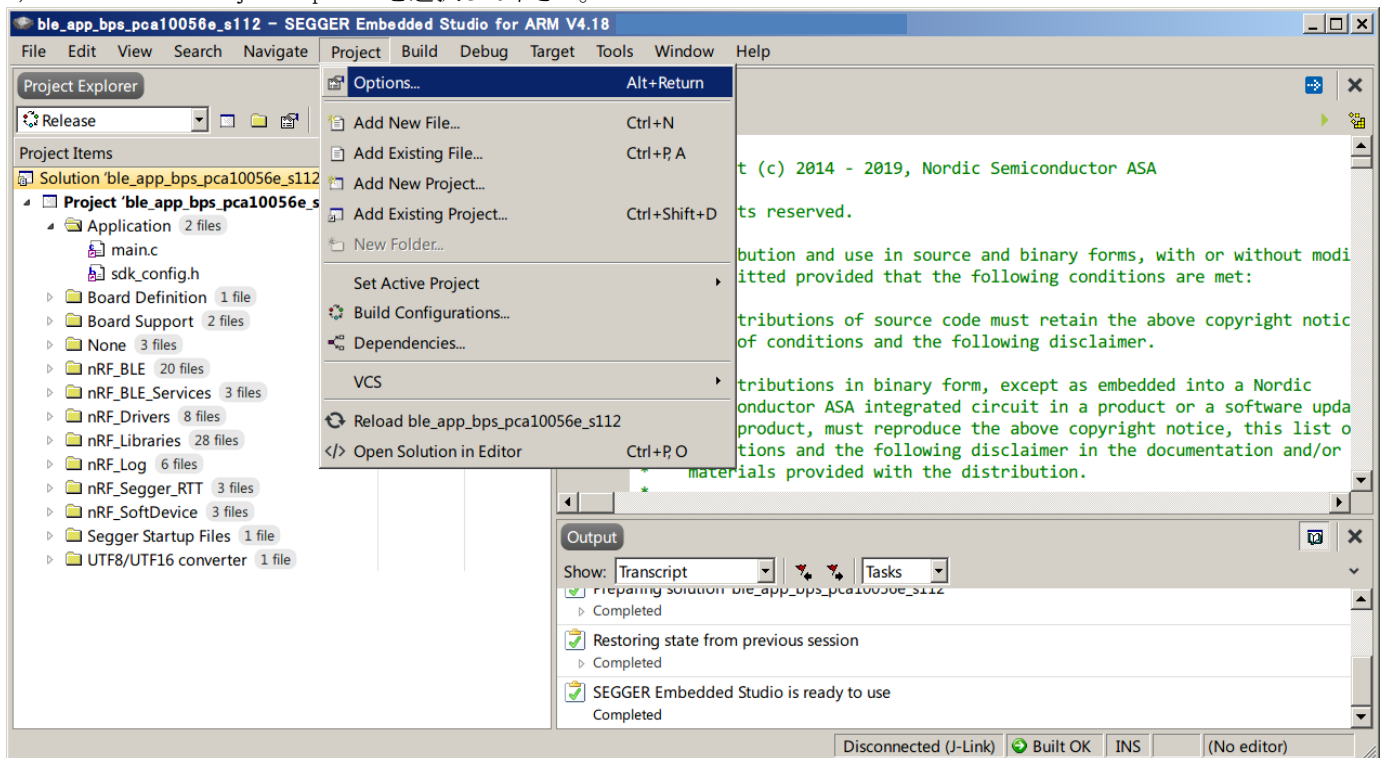 ble_app_bps_pca10056e_s112 - SEGGER Embedded Studio for ARM V4.18
File Edit View Search Navigate Project Build Debug Target Tools Window Help
Project Explorer
Release
Project Items
Solution 'ble_app_bps_pca10056e_s112
Project 'ble_app_bps_pca10056e_s
Application 2 files
main.c
sdk_config.h
Board Definition 1 file
Board Support 2 files
None 3 files
nRF_BLE 20 files
nRF_BLE_Services 3 files
nRF_Drivers 8 files
nRF_Libraries 28 files
nRF_Log 6 files
nRF_Segger_RTT 3 files
nRF_SoftDevice 3 files
Segger Startup Files 1 file
UTF8/UTF16 converter 1 file
Options... Alt+Return
Add New File... Ctrl+N
Add Existing File... Ctrl+P, A
Add New Project...
Add Existing Project... Ctrl+Shift+D
New Folder...
Set Active Project
Build Configurations...
Dependencies...
VCS
Reload ble_app_bps_pca10056e_s112
Open Solution in Editor Ctrl+P, O
t (c) 2014 - 2019, Nordic Semiconductor ASA
ts reserved.
bution and use in source and binary forms, with or without modi
itted provided that the following conditions are met:
tributions of source code must retain the above copyright notic
of conditions and the following disclaimer.
tributions in binary form, except as embedded into a Nordic
onductor ASA integrated circuit in a product or a software upda
product, must reproduce the above copyright notice, this list o
tions and the following disclaimer in the documentation and/or
* materials provided with the distribution.
*
Output
Show: Transcript Tasks
Preparing solution ble_app_bps_pca10056e_s112
Completed
Restoring state from previous session
Completed
SEGGER Embedded Studio is ready to use
Completed
Disconnected (J-Link) Built OK INS (No editor)